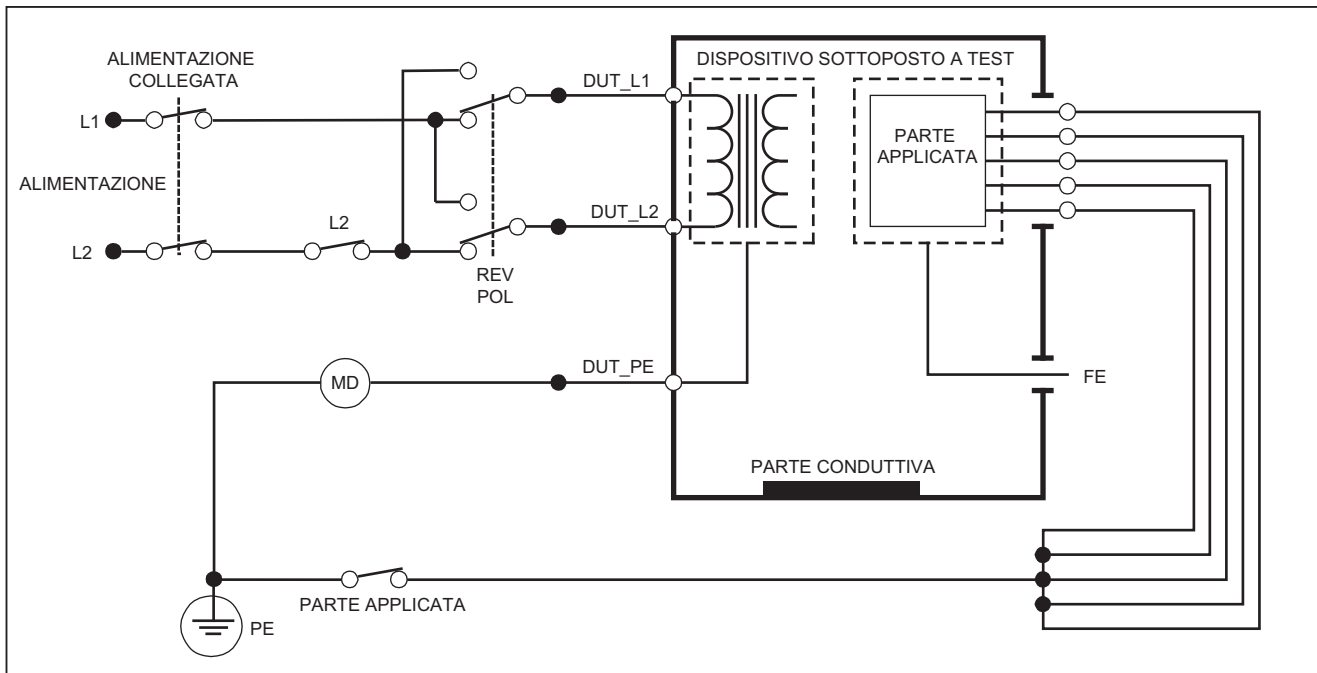 ALIMENTAZIONE
COLLEGATA
DISPOSITIVO SOTTOPOSTO A TEST
DUT_L1
L1
PARTE
APPLICATA
ALIMENTAZIONE
L2
DUT_L2
L2
REV
POL
DUT_PE
MD
FE
PARTE CONDUTTIVA
PARTE APPLICATA
PE